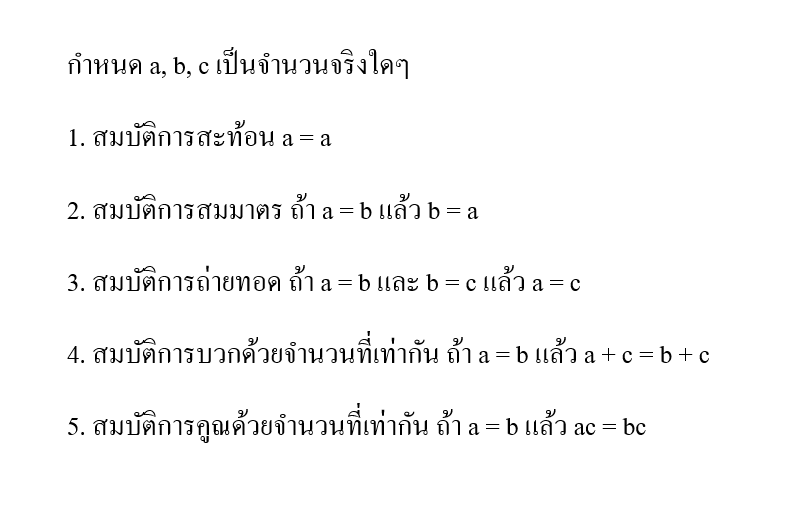 กำหนด a, b, c เป็นจำนวนจริงใดๆ
1. สมบัติการสะท้อน a = a
2. สมบัติการสมมาตร ถ้า a = b แล้ว b = a
3. สมบัติการถ่ายทอด ถ้า a = b และ b = c แล้ว a = c
4. สมบัติการบวกด้วยจำนวนที่เท่ากัน ถ้า a = b แล้ว a + c = b + c
5. สมบัติการคูณด้วยจำนวนที่เท่ากัน ถ้า a = b แล้ว ac = bc